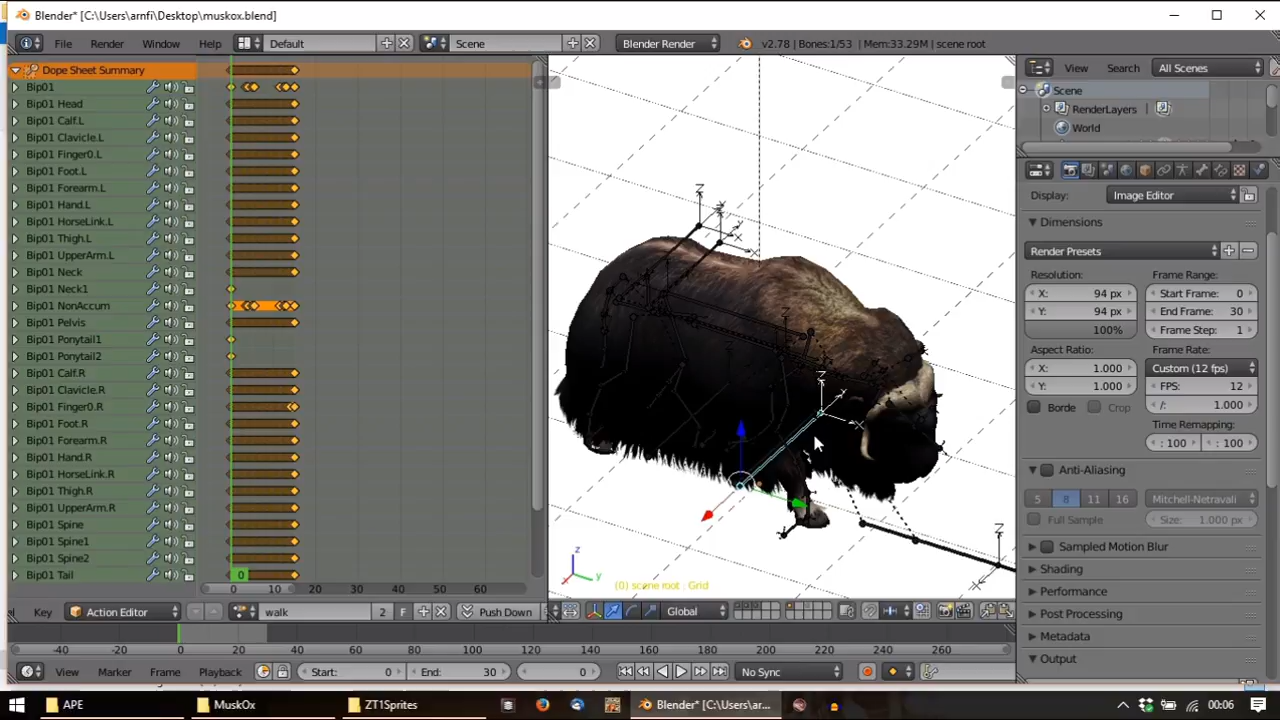 Blender* [C:\Users\arnfi\Desktop\muskox.blend]
File Render Window Help Default Scene Blender Render v2.78 | Bones:1/53 | Mem:33.29M | scene root
Dope Sheet Summary
Bip01
Bip01 Head
Bip01 Calf.L
Bip01 Clavicle.L
Bip01 Finger0.L
Bip01 Foot.L
Bip01 Forearm.L
Bip01 Hand.L
Bip01 HorseLink.L
Bip01 Thigh.L
Bip01 UpperArm.L
Bip01 Neck
Bip01 Neck1
Bip01 NonAccum
Bip01 Pelvis
Bip01 Ponytail1
Bip01 Ponytail2
Bip01 Calf.R
Bip01 Clavicle.R
Bip01 Finger0.R
Bip01 Foot.R
Bip01 Forearm.R
Bip01 Hand.R
Bip01 HorseLink.R
Bip01 Thigh.R
Bip01 UpperArm.R
Bip01 Spine
Bip01 Spine1
Bip01 Spine2
Bip01 Tail
0
0 10 20 30 40 50 60
Key Action Editor walk 2 F Push Down
Z
Z
Z
Z
x
z
y
x
(0) scene root : Grid
Global
View Search All Scenes
Scene
RenderLayers
World
Display: Image Editor
Dimensions
Render Presets
Resolution: Frame Range:
X: 94 px Start Frame: 0
Y: 94 px End Frame: 30
100% Frame Step: 1
Aspect Ratio: Frame Rate:
X: 1.000 Custom (12 fps)
Y: 1.000 FPS: 12
Borde Crop /: 1.000
Time Remapping:
: 100 : 100
Anti-Aliasing
5 8 11 16 Mitchell-Netravali
Full Sample Size: 1.000 px
Sampled Motion Blur
Shading
Performance
Post Processing
Metadata
Output
-40 -20 0 20 40 60 80 100 120 140 160 180 200 220 240 260
View Marker Frame Playback Start: 0 End: 30 0 No Sync
APE MuskOx ZT1Sprites Blender* [C:\Users\ar... 00:06